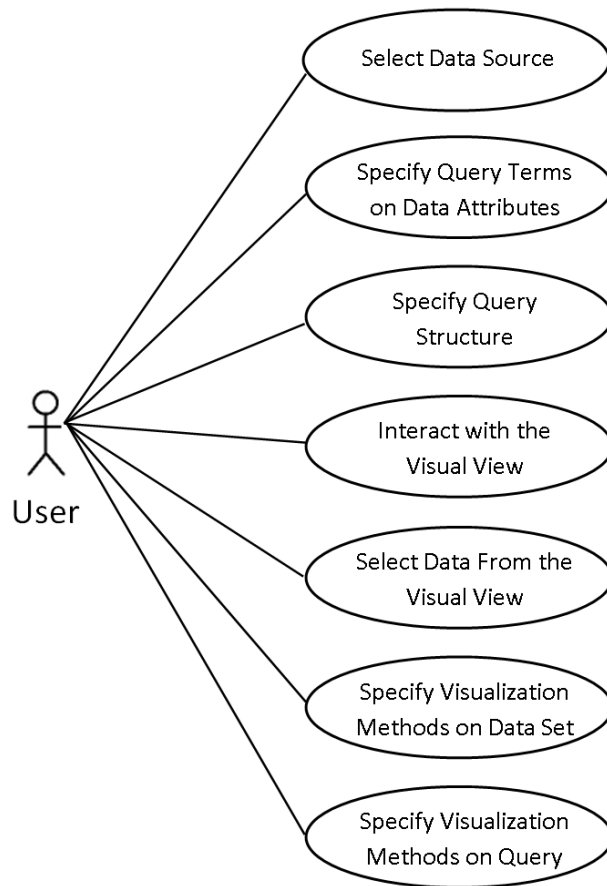 Select Data Source
Specify Query Terms
on Data Attributes
Specify Query
Structure
Interact with the
Visual View
User
Select Data From the
Visual View
Specify Visualization
Methods on Data Set
Specify Visualization
Methods on Query